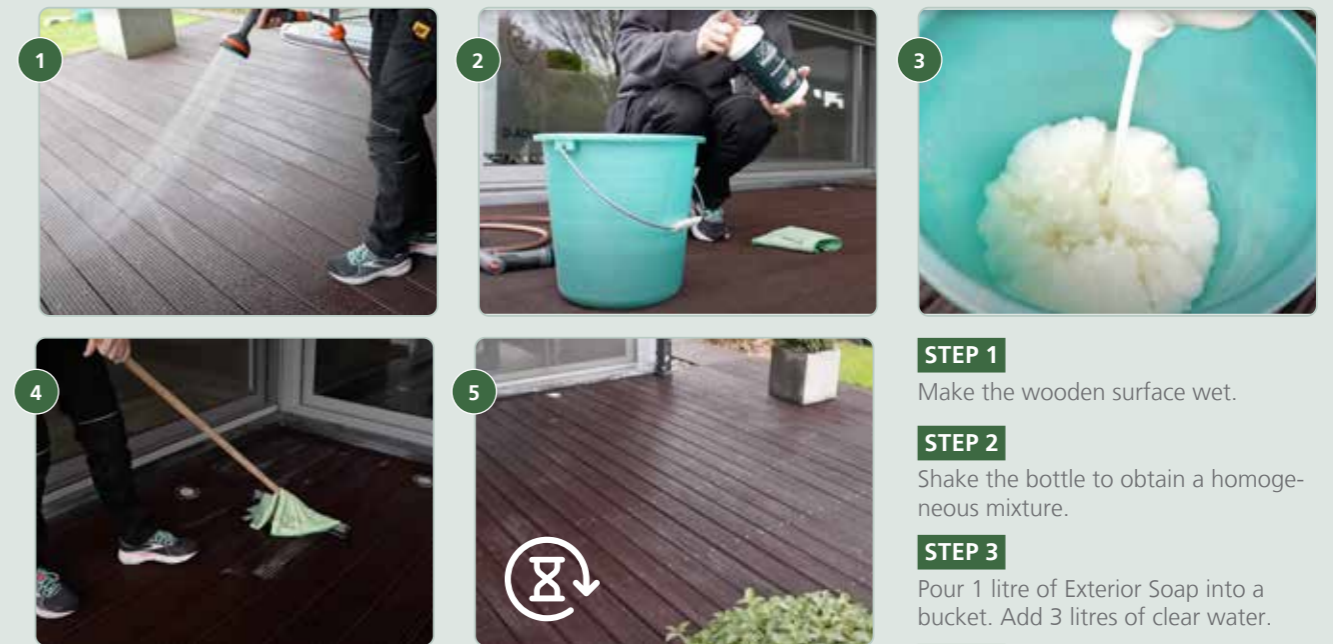 1
2
3
4
5
STEP 1
Make the wooden surface wet.
STEP 2
Shake the bottle to obtain a homoge-
neous mixture.
STEP 3
Pour 1 litre of Exterior Soap into a
bucket. Add 3 litres of clear water.